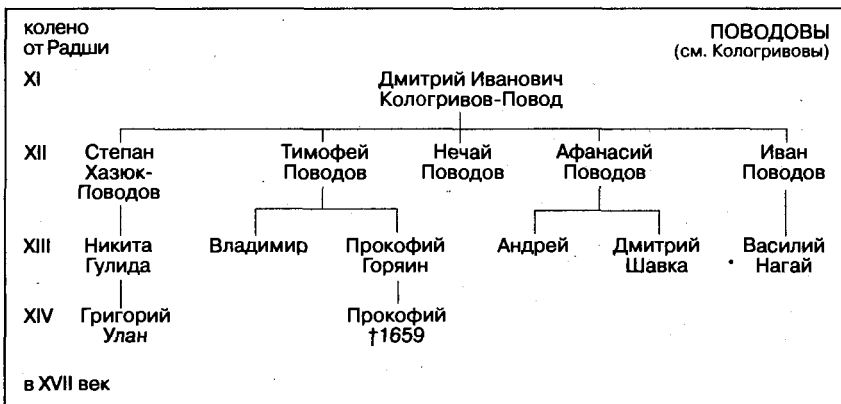 колено
от Радши
ПОВОДОВЫ
(см. Кологривовы)
XI
Дмитрий Иванович
Кологривов-Повод
XII
Степан
Хазюк-
Поводов
Тимофей
Поводов
Нечай
Поводов
Афанасий
Поводов
Иван
Поводов
XIII
Никита
Гулида
Владимир
Прокофий
Горяин
Андрей
Дмитрий
Шавка
Василий
Нагай
XIV
Григорий
Улан
Прокофий
†1659
в XVII век